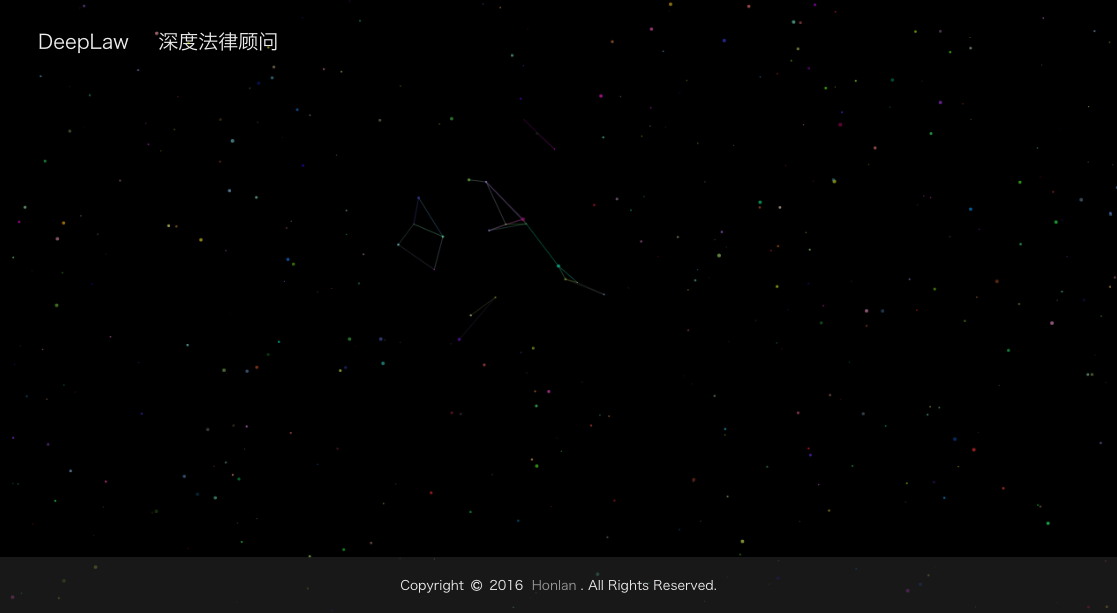 DeepLaw 深度法律顾问
Copyright © 2016 Honlan . All Rights Reserved.